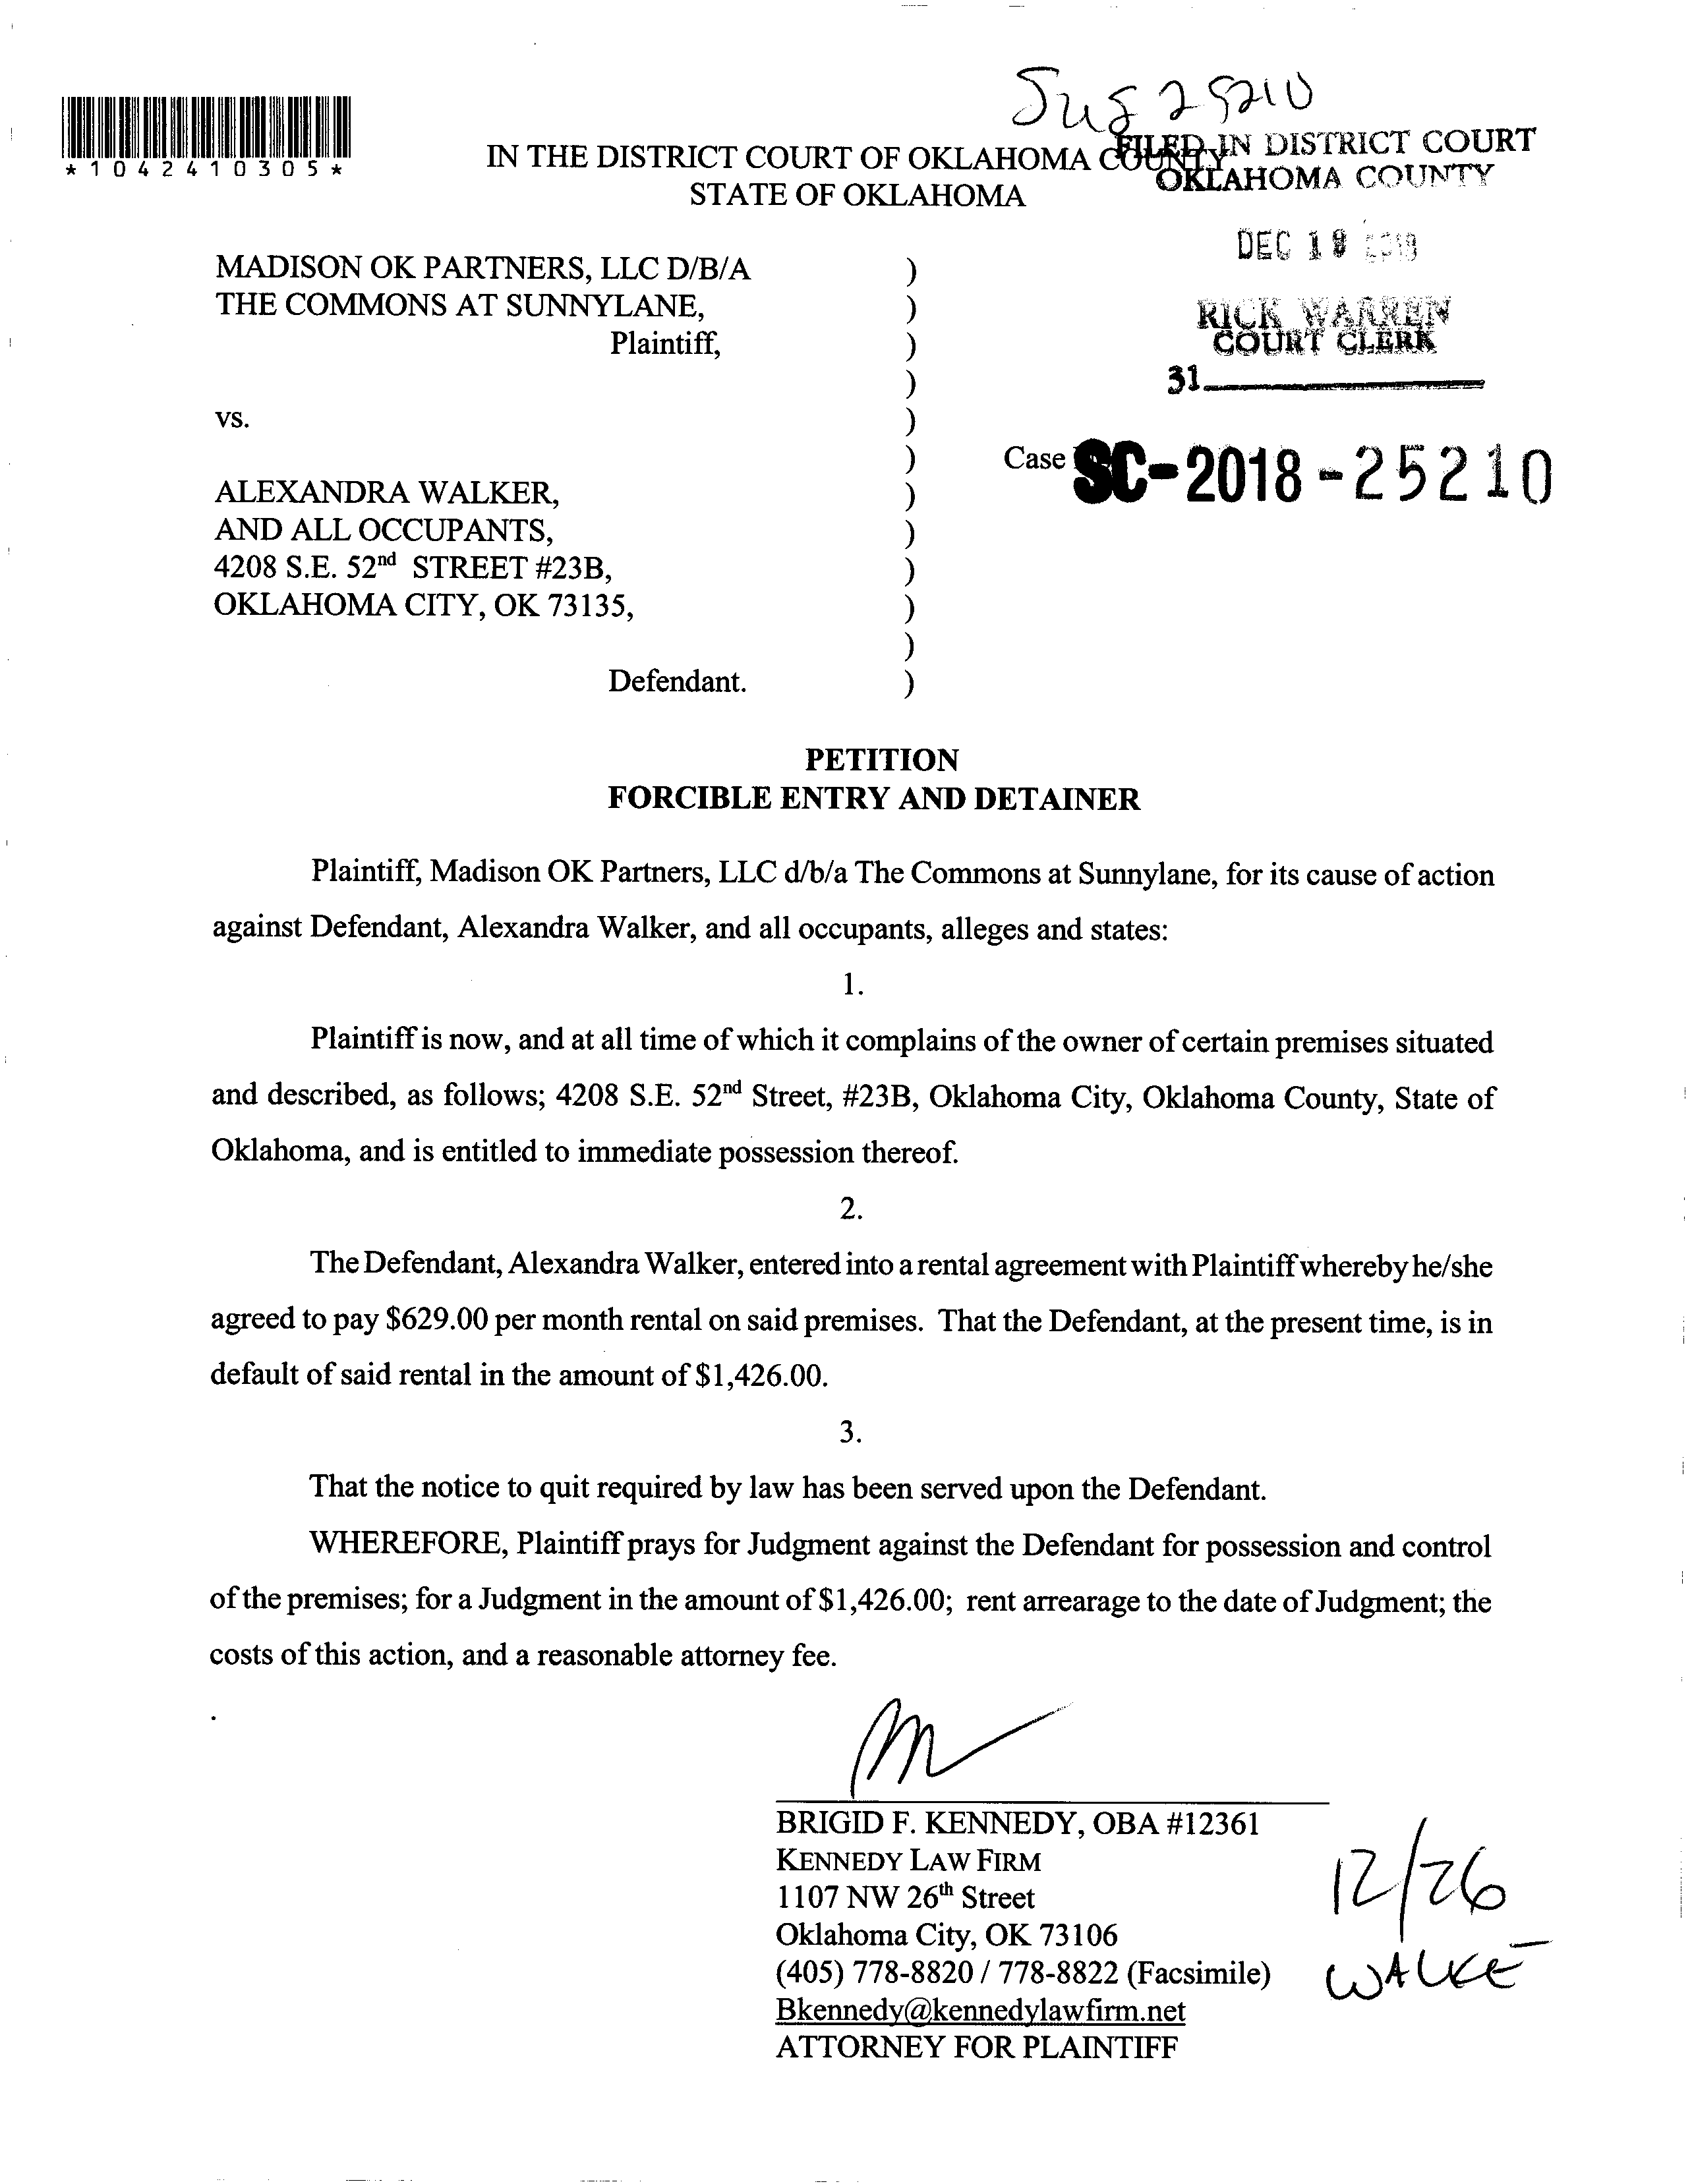 25210
*1042410305*
IN THE DISTRICT COURT OF OKLAHOMA COUNTY
STATE OF OKLAHOMA
FILED IN DISTRICT COURT
OKLAHOMA COUNTY
DEC 19
RICK WARREN
COURT CLERK
31
MADISON OK PARTNERS, LLC D/B/A )
THE COMMONS AT SUNNYLANE, )
Plaintiff, )
)
vs. )
) Case SC-2018-25210
ALEXANDRA WALKER, )
AND ALL OCCUPANTS, )
4208 S.E. 52nd STREET #23B, )
OKLAHOMA CITY, OK 73135, )
)
Defendant. )
PETITION
FORCIBLE ENTRY AND DETAINER
Plaintiff, Madison OK Partners, LLC d/b/a The Commons at Sunnylane, for its cause of action
against Defendant, Alexandra Walker, and all occupants, alleges and states:
1.
Plaintiff is now, and at all time of which it complains of the owner of certain premises situated
and described, as follows; 4208 S.E. 52nd Street, #23B, Oklahoma City, Oklahoma County, State of
Oklahoma, and is entitled to immediate possession thereof.
2.
The Defendant, Alexandra Walker, entered into a rental agreement with Plaintiff whereby he/she
agreed to pay $629.00 per month rental on said premises. That the Defendant, at the present time, is in
default of said rental in the amount of $1,426.00.
3.
That the notice to quit required by law has been served upon the Defendant.
WHEREFORE, Plaintiff prays for Judgment against the Defendant for possession and control
of the premises; for a Judgment in the amount of $1,426.00; rent arrearage to the date of Judgment; the
costs of this action, and a reasonable attorney fee.
BRIGID F. KENNEDY, OBA #12361
KENNEDY LAW FIRM
1107 NW 26th Street
Oklahoma City, OK 73106
(405) 778-8820 / 778-8822 (Facsimile)
Bkennedy@kennedylawfirm.net
ATTORNEY FOR PLAINTIFF
12/26